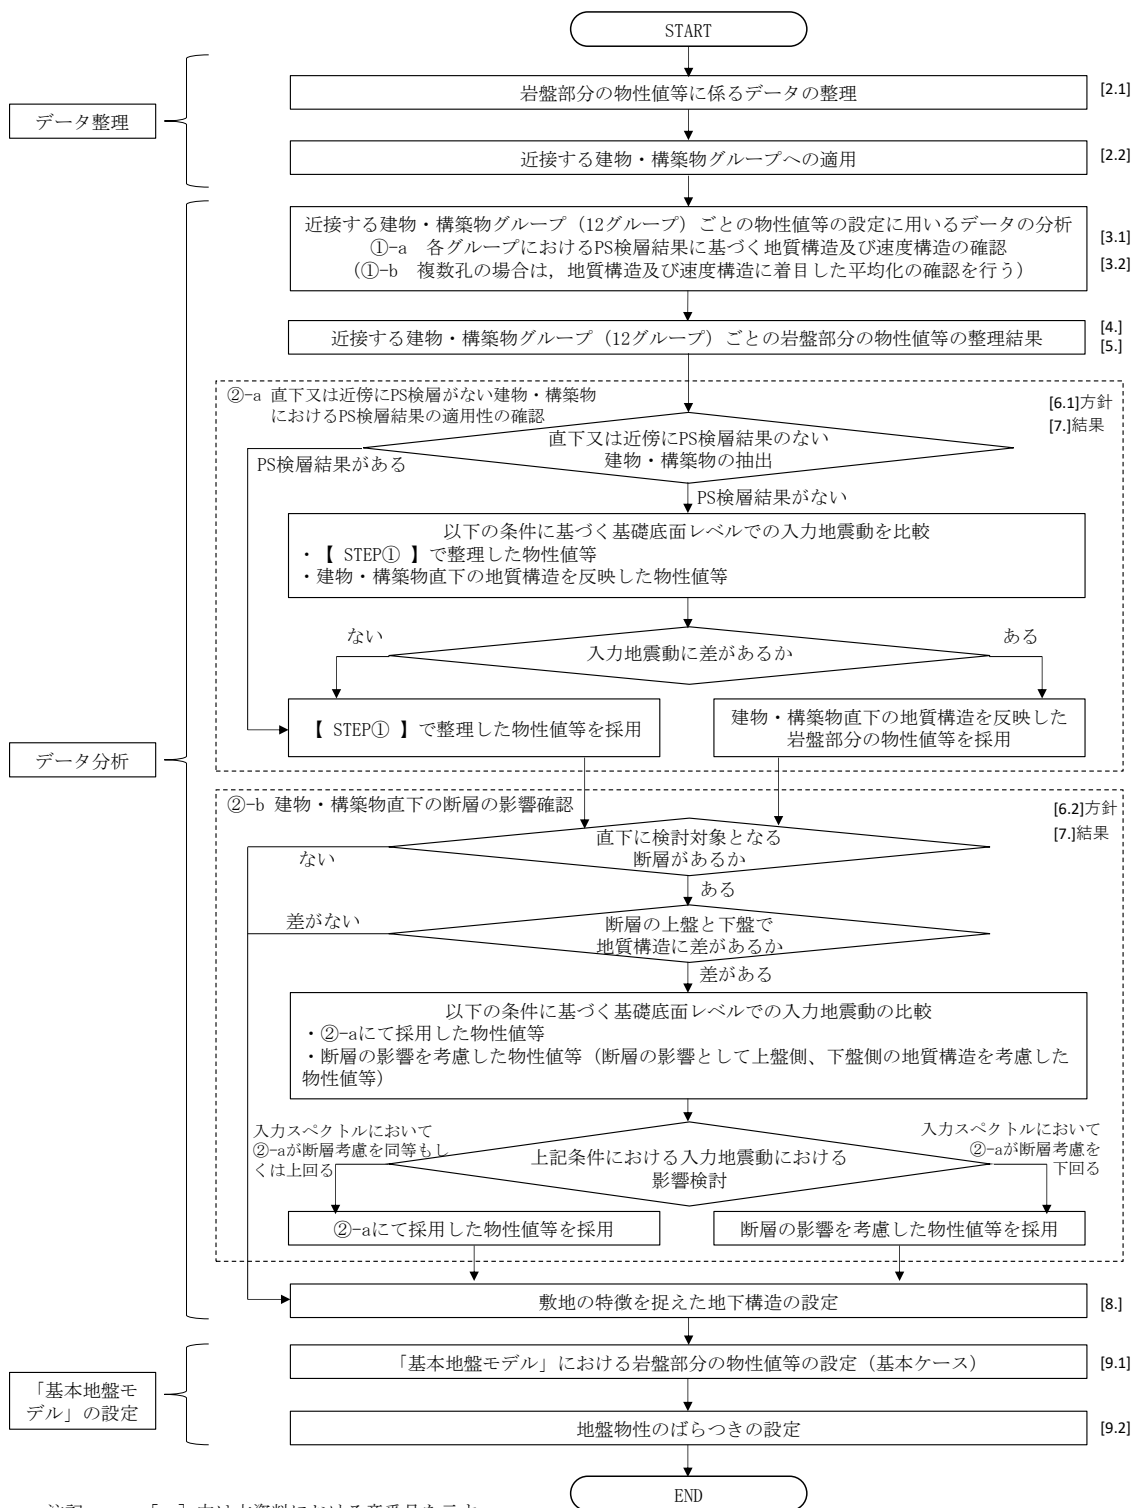 START
データ整理
岩盤部分の物性値等に係るデータの整理
[2.1]
近接する建物・構築物グループへの適用
[2.2]
近接する建物・構築物グループ（12グループ）ごとの物性値等の設定に用いるデータの分析
①-a 各グループにおけるPS検層結果に基づく地質構造及び速度構造の確認
（①-b 複数孔の場合は，地質構造及び速度構造に着目した平均化の確認を行う）
[3.1]
[3.2]
近接する建物・構築物グループ（12グループ）ごとの岩盤部分の物性値等の整理結果
[4.]
[5.]
②-a 直下又は近傍にPS検層がない建物・構築物
におけるPS検層結果の適用性の確認
[6.1]方針
[7.]結果
直下又は近傍にPS検層結果のない
建物・構築物の抽出
PS検層結果がある
PS検層結果がない
以下の条件に基づく基礎底面レベルでの入力地震動を比較
・【 STEP① 】で整理した物性値等
・建物・構築物直下の地質構造を反映した物性値等
ない
入力地震動に差があるか
ある
【 STEP① 】で整理した物性値等を採用
建物・構築物直下の地質構造を反映した
岩盤部分の物性値等を採用
データ分析
②-b 建物・構築物直下の断層の影響確認
[6.2]方針
[7.]結果
直下に検討対象となる
断層があるか
ない
ある
差がない
断層の上盤と下盤で
地質構造に差があるか
差がある
以下の条件に基づく基礎底面レベルでの入力地震動の比較
・②-aにて採用した物性値等
・断層の影響を考慮した物性値等（断層の影響として上盤側、下盤側の地質構造を考慮した
物性値等）
入力スペクトルにおいて
②-aが断層考慮を同等もし
くは上回る
上記条件における入力地震動における
影響検討
入力スペクトルにおいて
②-aが断層考慮を
下回る
②-aにて採用した物性値等を採用
断層の影響を考慮した物性値等を採用
敷地の特徴を捉えた地下構造の設定
[8.]
「基本地盤モ
デル」の設定
「基本地盤モデル」における岩盤部分の物性値等の設定（基本ケース）
[9.1]
地盤物性のばらつきの設定
[9.2]
END